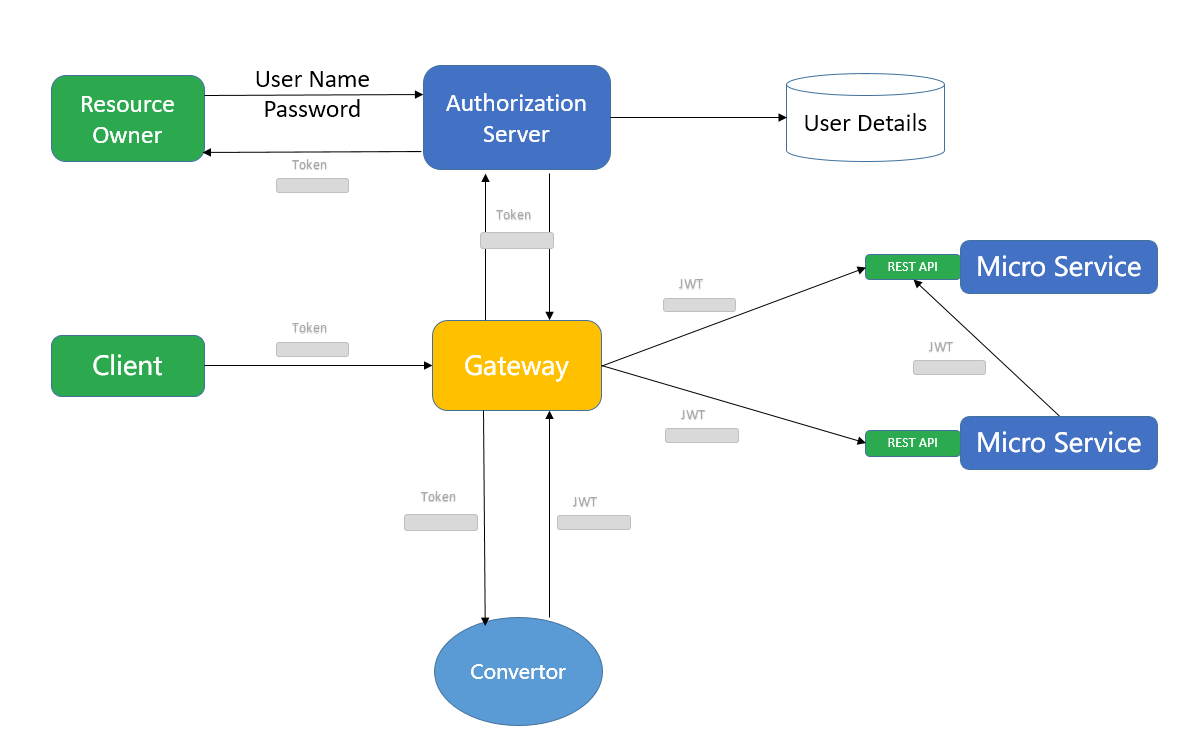 User Name
Password
Resource
Owner
Authorization
Server
User Details
Token
Token
REST API
Micro Service
JWT
Token
JWT
Client
Gateway
JWT
REST API
Micro Service
Token
JWT
Convertor